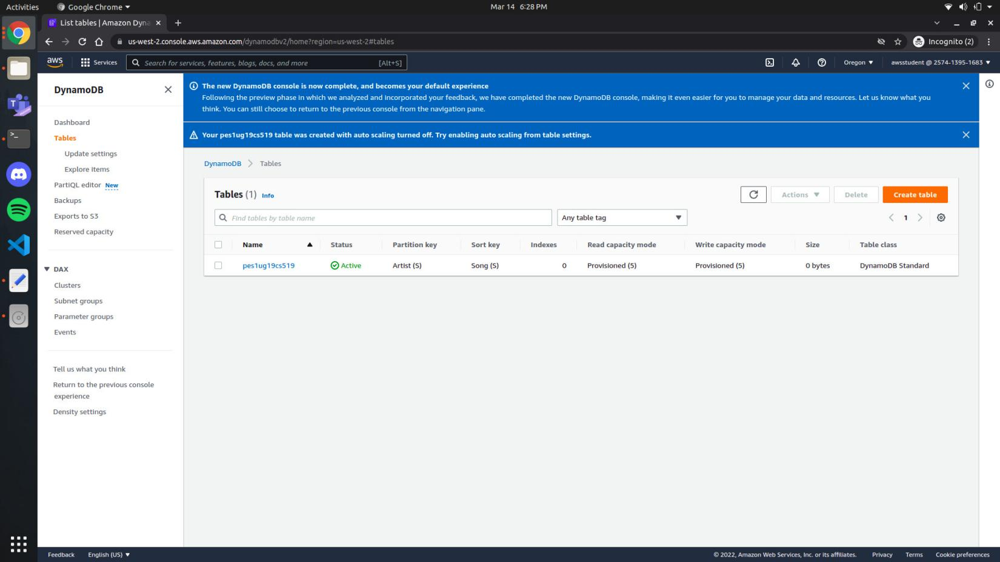 Activities Google Chrome Mar 14 6:28 PM
List tables | Amazon Dyna
us-west-2.console.aws.amazon.com/dynamodbv2/home?region=us-west-2#tables Incognito (2)
aws Services Search for services, features, blogs, docs, and more [Alt+S] Oregon awsstudent @ 2574-1395-1683
DynamoDB
Dashboard
Tables
Update settings
Explore items
PartiQL editor New
Backups
Exports to S3
Reserved capacity
DAX
Clusters
Subnet groups
Parameter groups
Events
Tell us what you think
Return to the previous console
experience
Density settings
The new DynamoDB console is now complete, and becomes your default experience
Following the preview phase in which we analyzed and incorporated your feedback, we have completed the new DynamoDB console, making it even easier for you to manage your data and resources. Let us know what you
think. You can still choose to return to the previous console from the navigation pane.
Your pes1ug19cs519 table was created with auto scaling turned off. Try enabling auto scaling from table settings.
DynamoDB Tables
Tables (1) Info Actions Delete Create table
Find tables by table name Any table tag 1
Name Status Partition key Sort key Indexes Read capacity mode Write capacity mode Size Table class
pes1ug19cs519 Active Artist (S) Song (S) 0 Provisioned (5) Provisioned (5) 0 bytes DynamoDB Standard
Feedback English (US) © 2022, Amazon Web Services, Inc. or its affiliates. Privacy Terms Cookie preferences